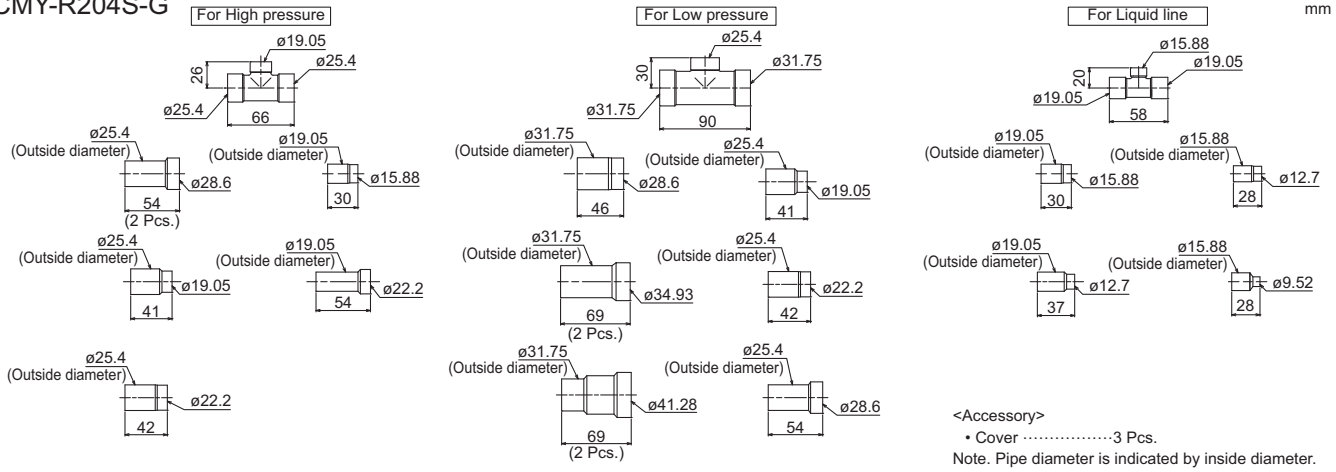 CMY-R204S-G
For High pressure
ø19.05
ø25.4
26
ø25.4
66
ø25.4
(Outside diameter)
ø28.6
54
(2 Pcs.)
ø19.05
(Outside diameter)
ø15.88
30
ø25.4
(Outside diameter)
ø19.05
41
ø19.05
(Outside diameter)
ø22.2
54
ø25.4
(Outside diameter)
ø22.2
42
For Low pressure
ø25.4
ø31.75
30
ø31.75
90
ø31.75
(Outside diameter)
ø28.6
46
ø25.4
(Outside diameter)
ø19.05
41
ø31.75
(Outside diameter)
ø34.93
69
(2 Pcs.)
ø25.4
(Outside diameter)
ø22.2
42
ø31.75
(Outside diameter)
ø41.28
69
(2 Pcs.)
ø25.4
(Outside diameter)
ø28.6
54
For Liquid line
mm
ø15.88
ø19.05
20
ø19.05
58
ø19.05
(Outside diameter)
ø15.88
30
ø15.88
(Outside diameter)
ø12.7
28
ø19.05
(Outside diameter)
ø12.7
37
ø15.88
(Outside diameter)
ø9.52
28
<Accessory>
• Cover ·················3 Pcs.
Note. Pipe diameter is indicated by inside diameter.